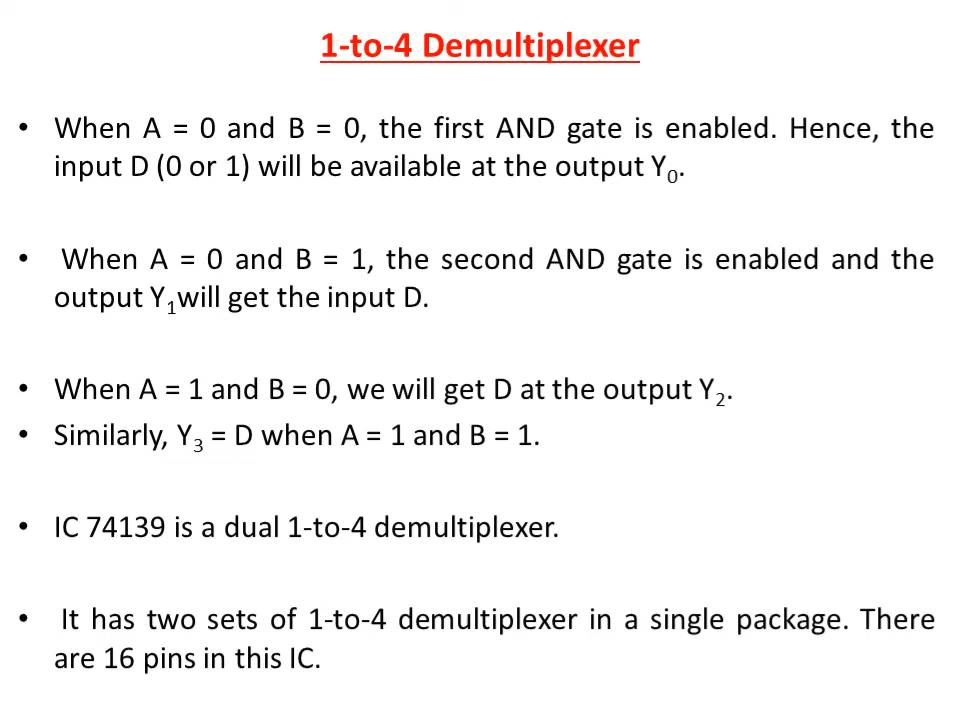 1-to-4 Demultiplexer
• When A = 0 and B = 0, the first AND gate is enabled. Hence, the
input D (0 or 1) will be available at the output Y₀.
• When A = 0 and B = 1, the second AND gate is enabled and the
output Y₁will get the input D.
• When A = 1 and B = 0, we will get D at the output Y₂.
• Similarly, Y₃ = D when A = 1 and B = 1.
• IC 74139 is a dual 1-to-4 demultiplexer.
• It has two sets of 1-to-4 demultiplexer in a single package. There
are 16 pins in this IC.